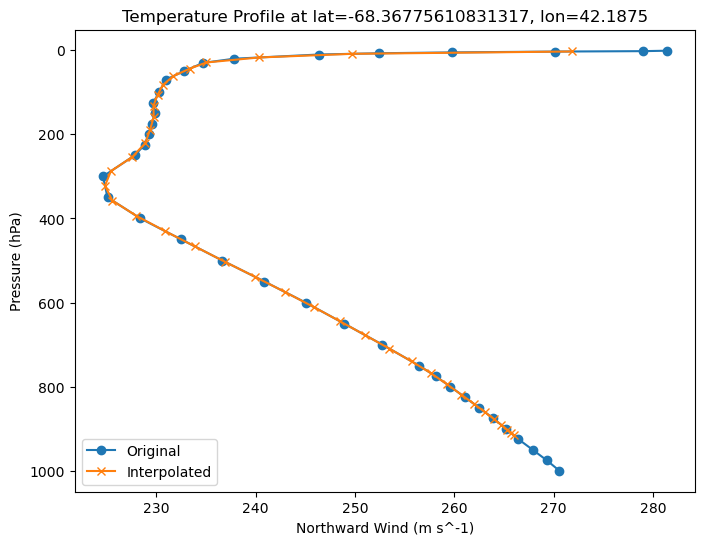 Temperature Profile at lat=-68.36775610831317, lon=42.1875
0
200
400
600
800
1000
Pressure (hPa)
Original
Interpolated
230 240 250 260 270 280
Northward Wind (m s^-1)